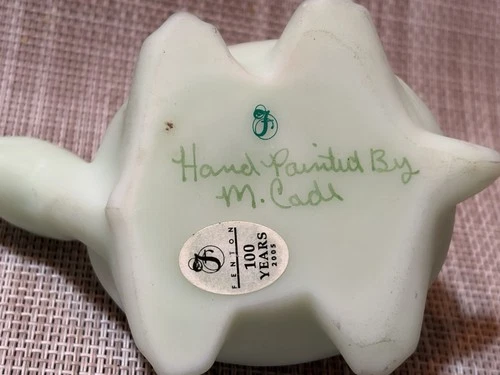 F
Hand Painted By
M. Cade
F
FENTON
100
YEARS
2005